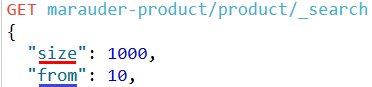 GET marauder-product/product/_search
{
  "size": 1000,
  "from": 10,